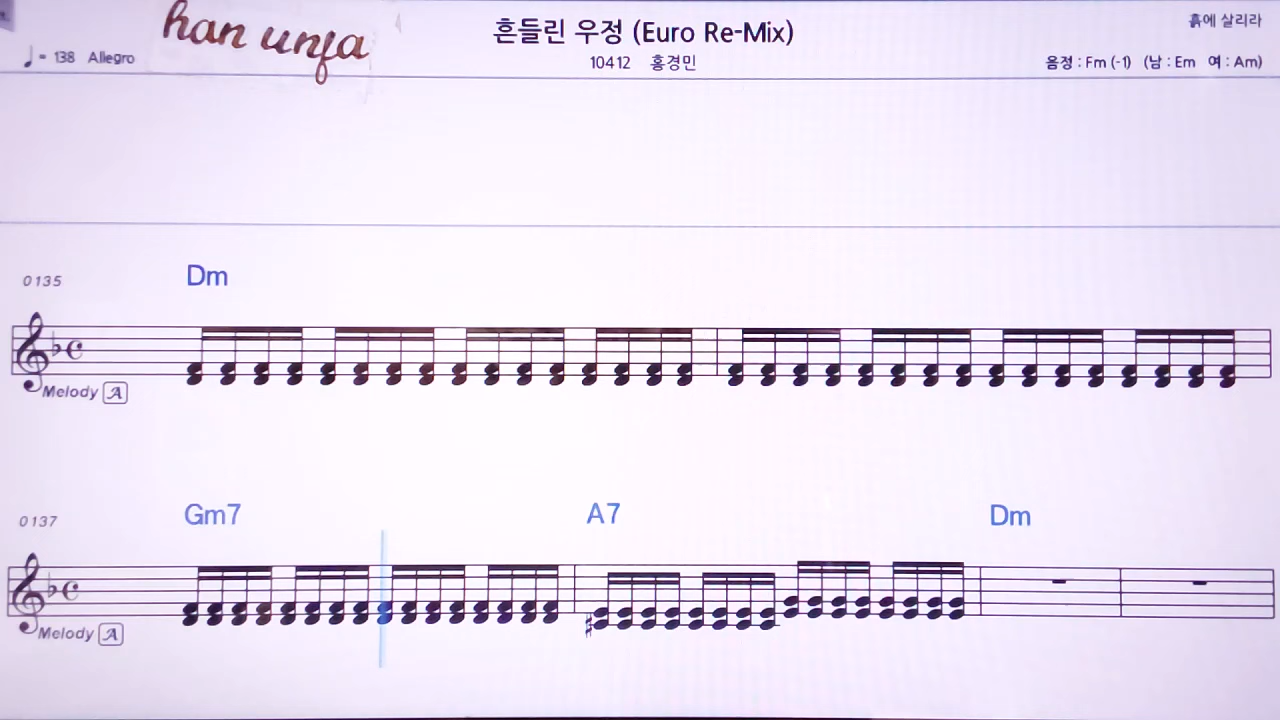 han unja
흔들린 우정 (Euro Re-Mix)
흙에 살리라
♩ = 138 Allegro
10412 홍경민
음정 : Fm (-1) (남 : Em 여 : Am)
0135
Dm
Melody A
0137
Gm7 A7 Dm
Melody A